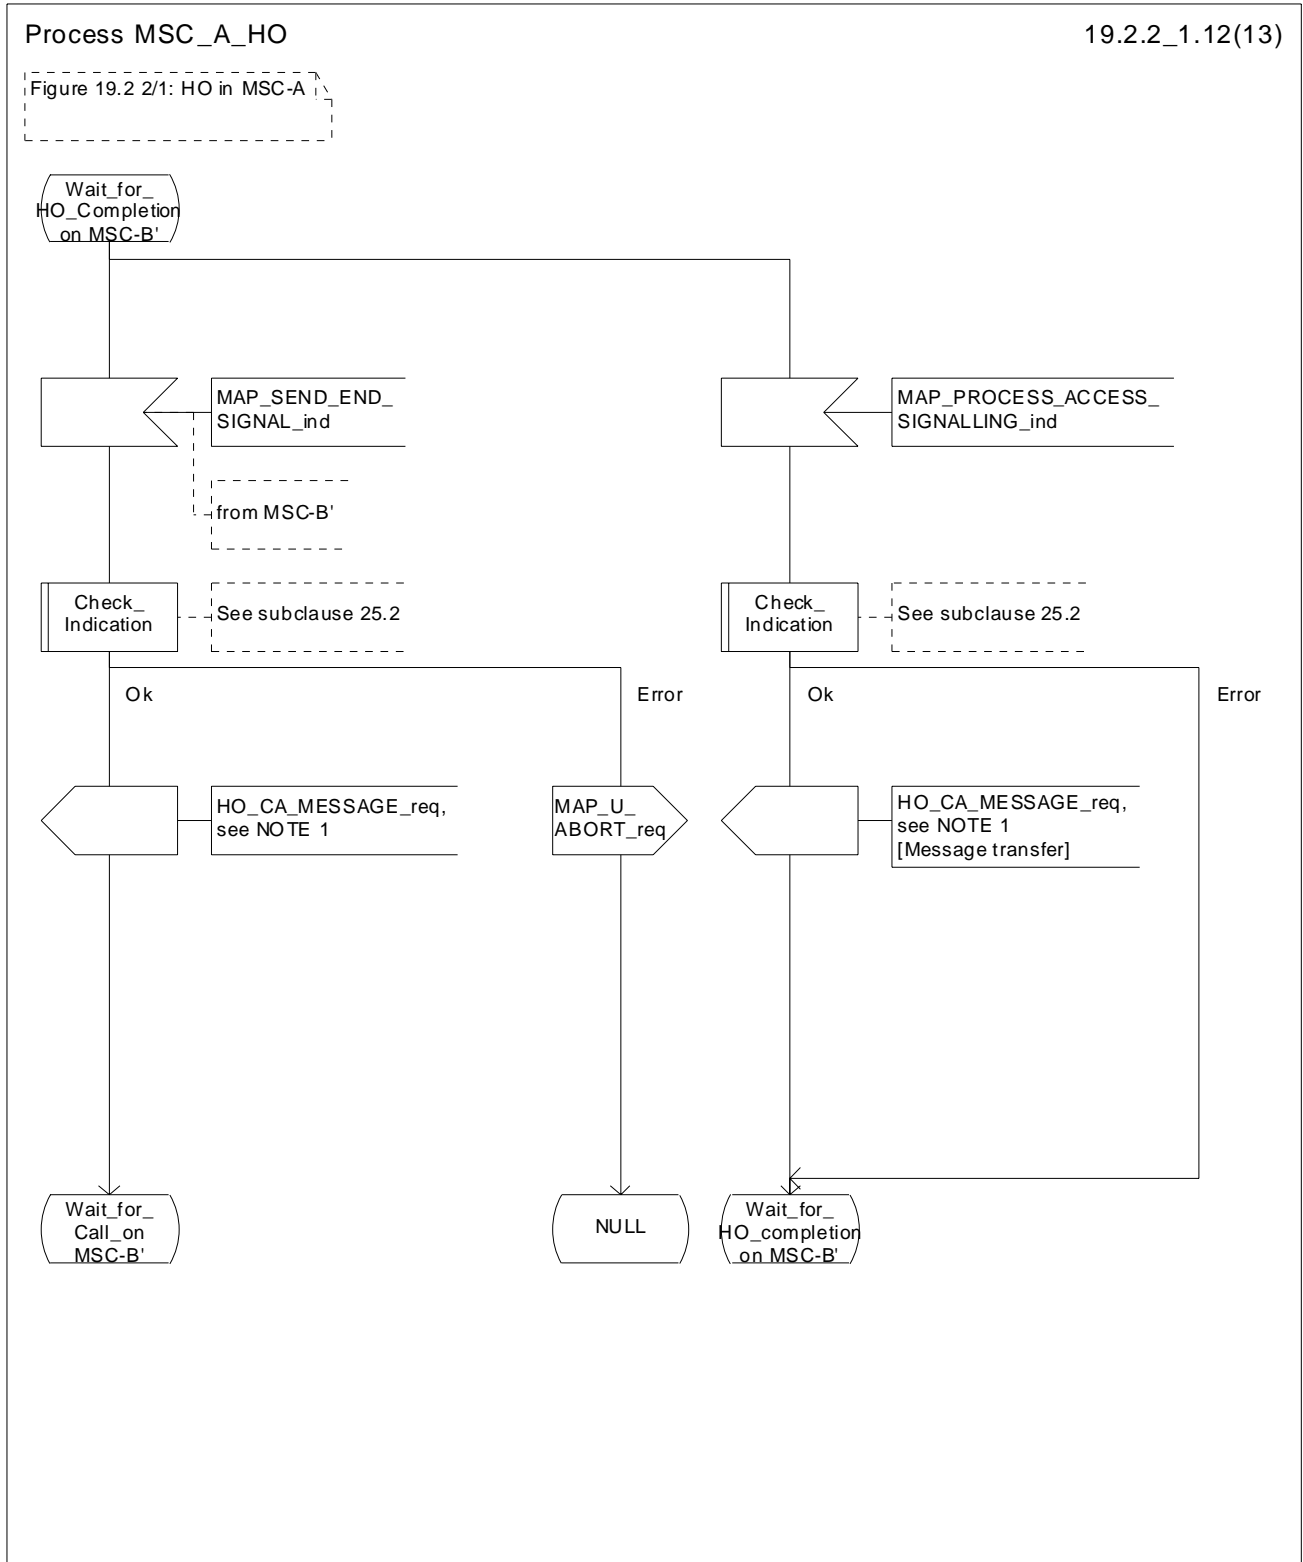 Process MSC_A_HO
19.2.2_1.12(13)
Figure 19.2 2/1: HO in MSC-A
Wait_for_
HO_Completion
on MSC-B'
MAP_SEND_END_
SIGNAL_ind
MAP_PROCESS_ACCESS_
SIGNALLING_ind
from MSC-B'
Check_
Indication
See subclause 25.2
Check_
Indication
See subclause 25.2
Ok
Error
Ok
Error
HO_CA_MESSAGE_req,
see NOTE 1
MAP_U_
ABORT_req
HO_CA_MESSAGE_req,
see NOTE 1
[Message transfer]
Wait_for_
Call_on
MSC-B'
NULL
Wait_for_
HO_completion
on MSC-B'